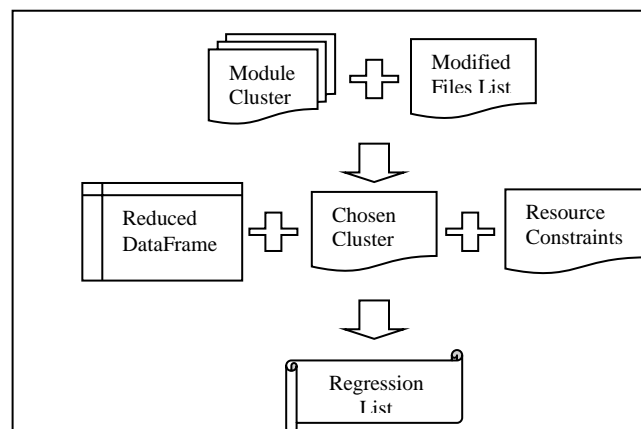 Module
Cluster
Modified
Files List
Reduced
DataFrame
Chosen
Cluster
Resource
Constraints
Regression
List